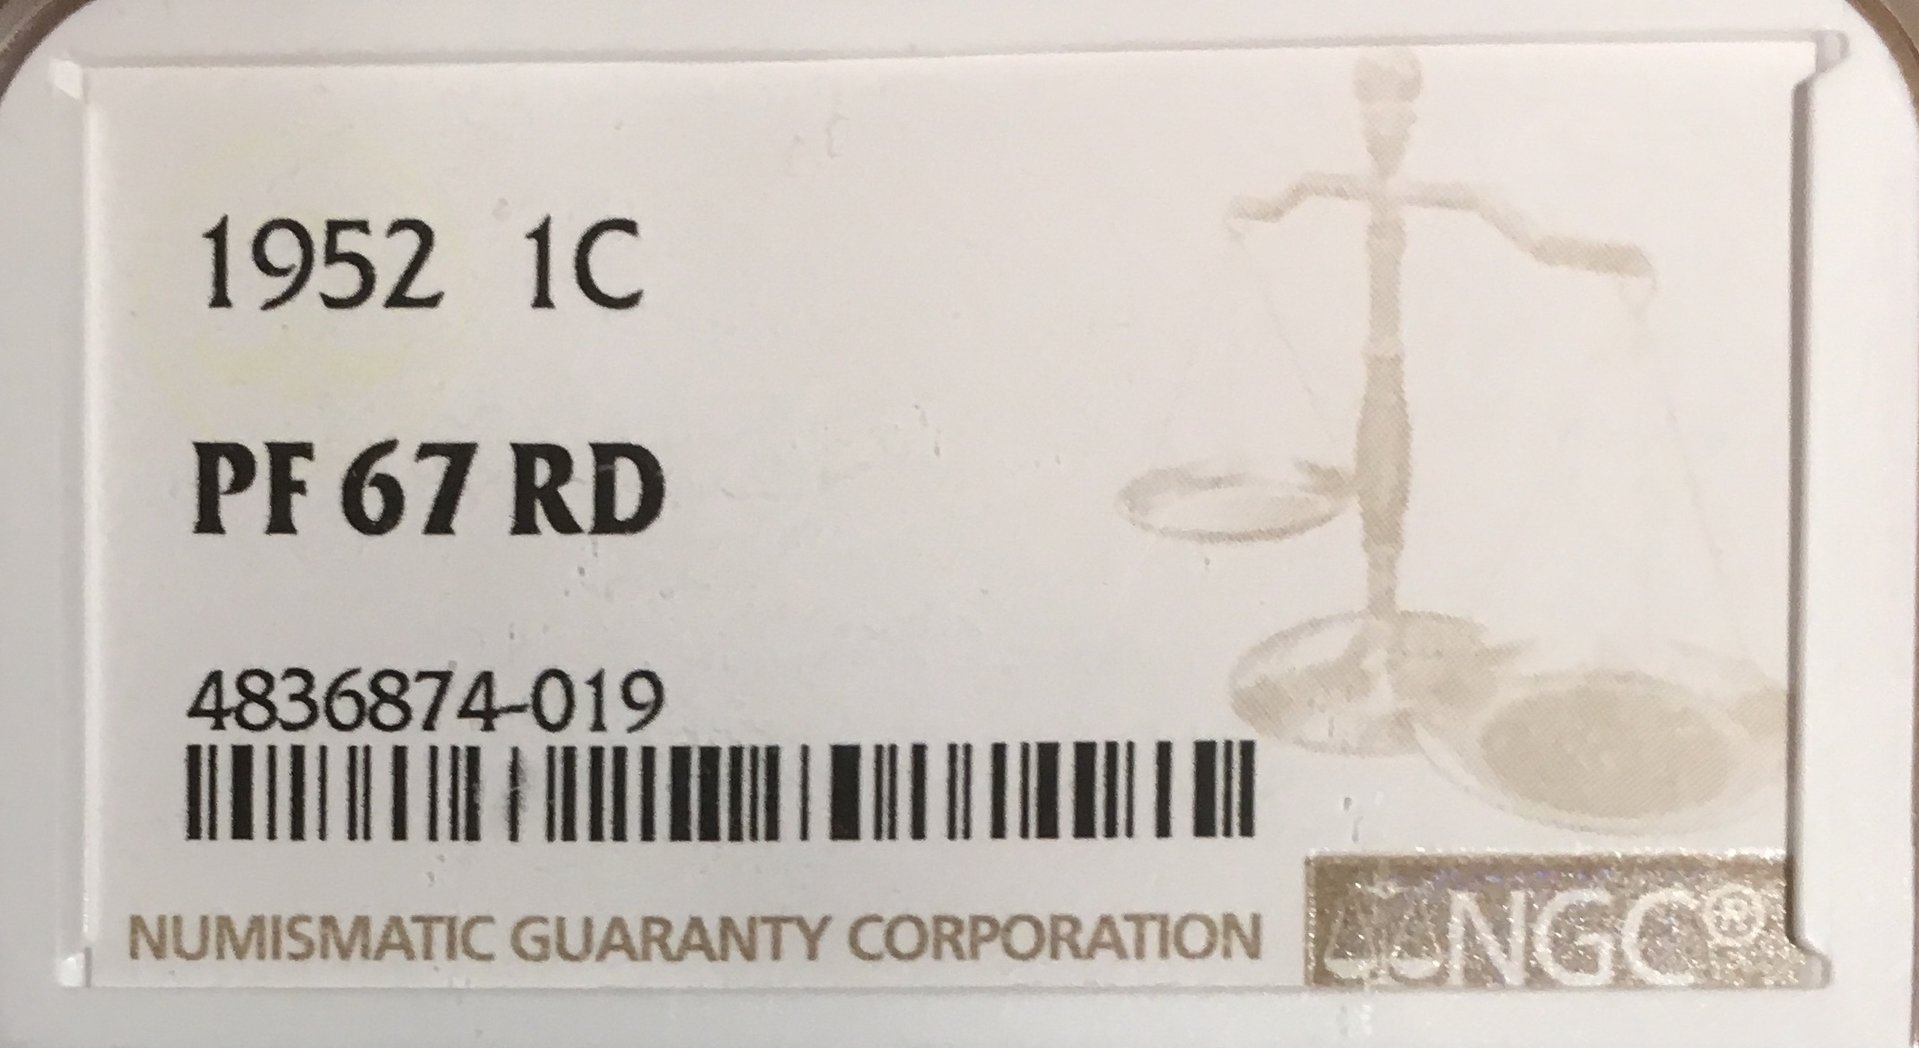 1952 1C
PF 67 RD
4836874-019
NUMISMATIC GUARANTY CORPORATION
NGC®